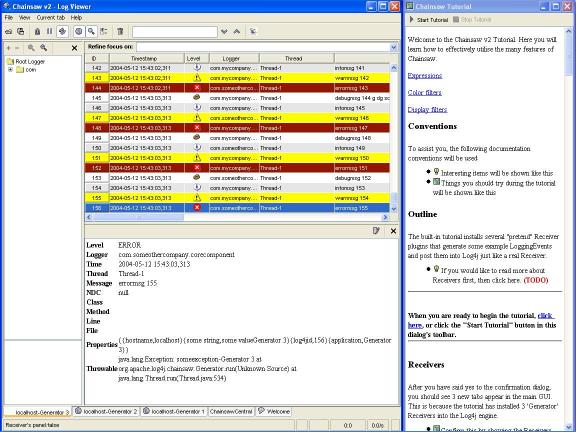 Chainsaw v2 - Log Viewer
File View Current tab Help
Refine focus on:
Root Logger
com
ID Timestamp Level Logger Thread
142 2004-05-12 15:43:02,311 com.mycompany.... Thread-1 infomsg 141
143 2004-05-12 15:43:02,311 com.mycompany.... Thread-1 warnmsg 142
144 2004-05-12 15:43:03,313 com.someotherco... Thread-1 errormsg 143
145 2004-05-12 15:43:03,313 com.mycompany.... Thread-1 debugmsg 144 g dg
146 2004-05-12 15:43:03,313 com.mycompany.... Thread-1 infomsg 145
147 2004-05-12 15:43:03,313 com.mycompany.... Thread-1 warnmsg 146
148 2004-05-12 15:43:03,313 com.someotherco... Thread-1 errormsg 147
149 2004-05-12 15:43:03,313 com.mycompany.... Thread-1 debugmsg 148
150 2004-05-12 15:43:03,313 com.mycompany.... Thread-1 infomsg 149
151 2004-05-12 15:43:03,313 com.mycompany.... Thread-1 warnmsg 150
152 2004-05-12 15:43:03,313 com.someotherco... Thread-1 errormsg 151
153 2004-05-12 15:43:03,313 com.mycompany.... Thread-1 debugmsg 152
154 2004-05-12 15:43:03,313 com.mycompany.... Thread-1 infomsg 153
155 2004-05-12 15:43:03,313 com.mycompany.... Thread-1 warnmsg 154
156 2004-05-12 15:43:03,313 com.someotherco... Thread-1 errormsg 155
Level ERROR
Logger com.someothercompany.corecomponent
Time 2004-05-12 15:43:03,313
Thread Thread-1
Message errormsg 155
NDC null
Class
Method
Line
File
Properties {{hostname,localhost}{some string,some valueGenerator 3}{log4jid,156}{application,Generator
3}}
java.lang.Exception: someexception-Generator 3 at
Throwable org.apache.log4j.chainsaw.Generator.run(Unknown Source) at
java.lang.Thread.run(Thread.java:534)
localhost-Generator 3 localhost-Generator 2 localhost-Generator 1 ChainsawCentral Welcome
0:0
Chainsaw Tutorial
Start Tutorial Stop Tutorial
Welcome to the Chainsaw v2 Tutorial. Here you will
learn how to effectively utilise the many features of
Chainsaw.
Expressions
Color filters
Display filters
Conventions
To assist you, the following documentation
conventions will be used
Interesting items will be shown like this
Things you should try during the tutorial
will be shown like this
Outline
The built-in tutorial installs several "pretend" Receiver
plugins that generate some example LoggingEvents
and post them into Log4j just like a real Receiver.
If you would like to read more about
Receivers first, then click here. (TODO)
When you are ready to begin the tutorial, click
here, or click the "Start Tutorial" button in this
dialog's toolbar.
Receivers
After you have said yes to the confirmation dialog,
you should see 3 new tabs appear in the main GUI.
This is because the tutorial has installed 3 'Generator'
Receivers into the Log4j engine.